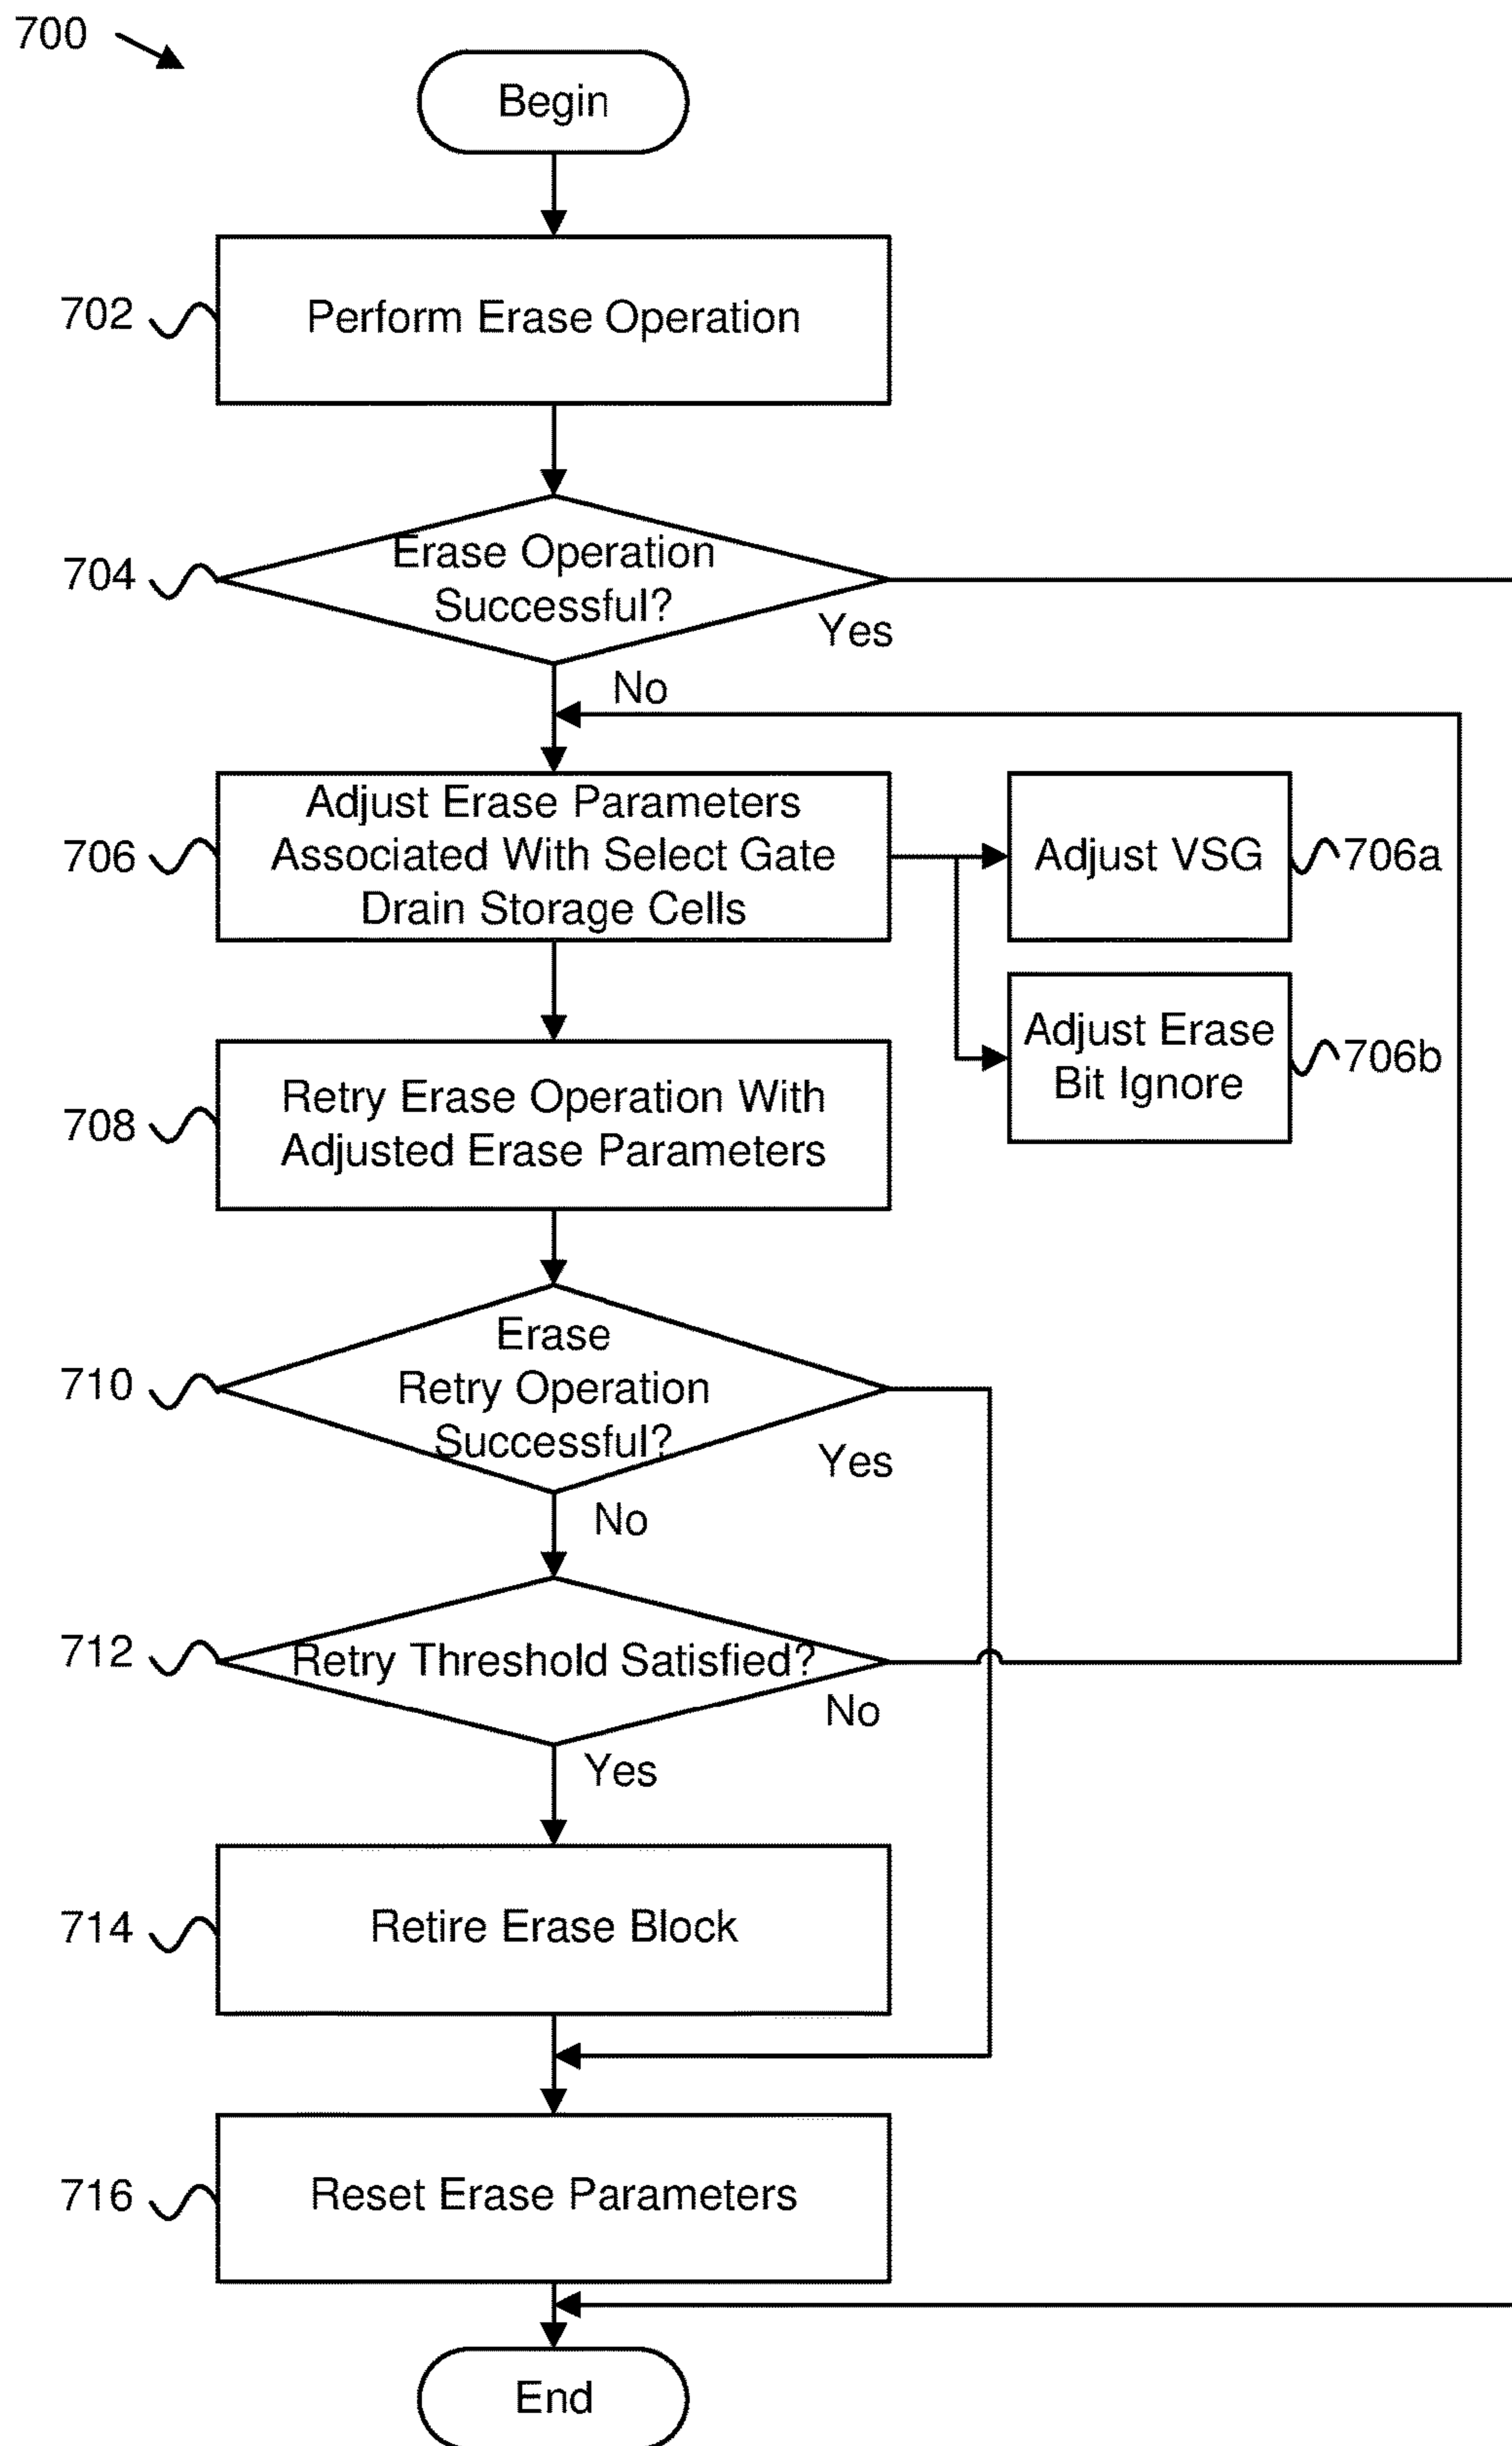 700
Begin
702
Perform Erase Operation
704
Erase Operation
Successful?
Yes
No
706
Adjust Erase Parameters
Associated With Select Gate
Drain Storage Cells
Adjust VSG
706a
Adjust Erase
Bit Ignore
706b
708
Retry Erase Operation With
Adjusted Erase Parameters
710
Erase
Retry Operation
Successful?
Yes
No
712
Retry Threshold Satisfied?
No
Yes
714
Retire Erase Block
716
Reset Erase Parameters
End